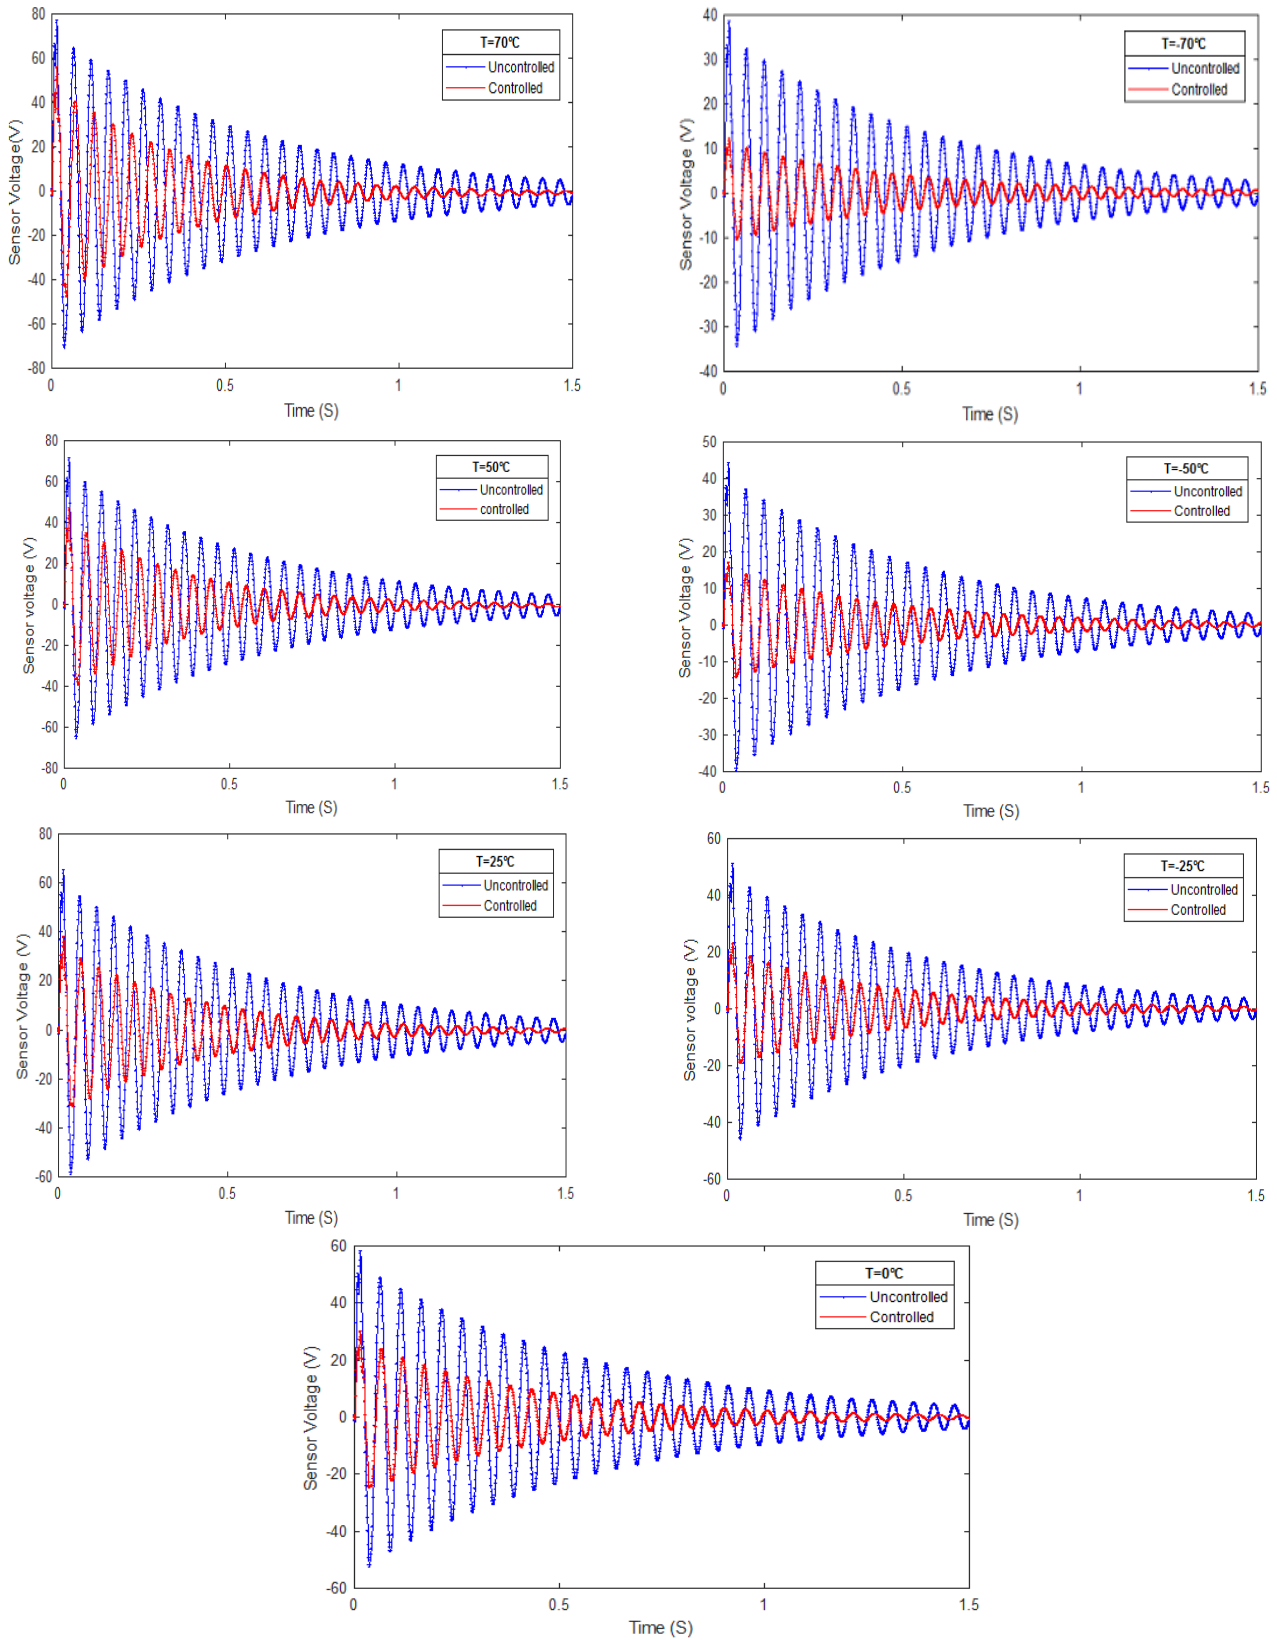 80
60
40
20
0
-20
-40
-60
-80
Sensor Voltage(V)
T=70℃
Uncontrolled
Controlled
0 0.5 1 1.5
Time (S)
40
30
20
10
0
-10
-20
-30
-40
Sensor Voltage (V)
T=-70℃
Uncontrolled
Controlled
0 0.5 1 1.5
Time (S)
80
60
40
20
0
-20
-40
-60
-80
Sensor voltage (V)
T=50℃
Uncontrolled
controlled
0 0.5 1 1.5
Time (S)
50
40
30
20
10
0
-10
-20
-30
-40
Sensor Voltage (V)
T=-50℃
Uncontrolled
Controlled
0 0.5 1 1.5
Time (S)
80
60
40
20
0
-20
-40
-60
Sensor Voltage (V)
T=25℃
Uncontrolled
Controlled
0 0.5 1 1.5
Time (S)
60
40
20
0
-20
-40
-60
Sensor voltage (V)
T=-25℃
Uncontrolled
Controlled
0 0.5 1 1.5
Time (S)
60
40
20
0
-20
-40
-60
Sensor Voltage (V)
T=0℃
Uncontrolled
Controlled
0 0.5 1 1.5
Time (S)